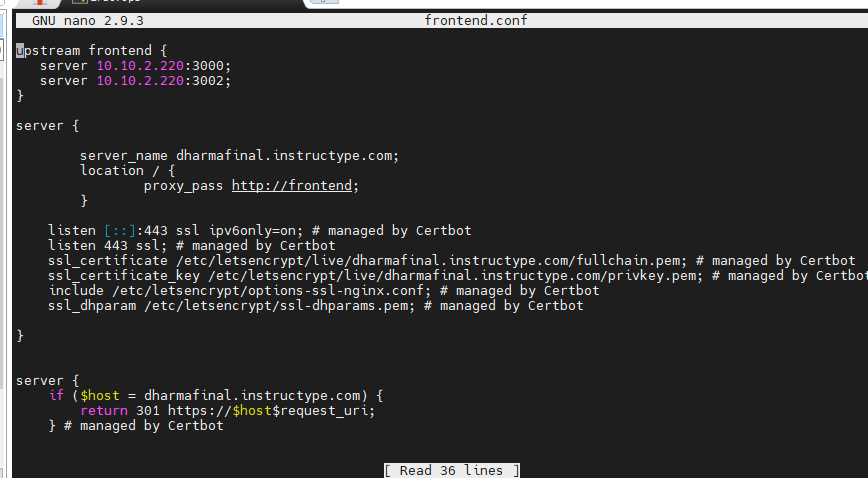 GNU nano 2.9.3 frontend.conf
upstream frontend {
server 10.10.2.220:3000;
server 10.10.2.220:3002;
}
server {
server_name dharmafinal.instructype.com;
location / {
proxy_pass http://frontend;
}
listen [::]:443 ssl ipv6only=on; # managed by Certbot
listen 443 ssl; # managed by Certbot
ssl_certificate /etc/letsencrypt/live/dharmafinal.instructype.com/fullchain.pem; # managed by Certbot
ssl_certificate_key /etc/letsencrypt/live/dharmafinal.instructype.com/privkey.pem; # managed by Certbot
include /etc/letsencrypt/options-ssl-nginx.conf; # managed by Certbot
ssl_dhparam /etc/letsencrypt/ssl-dhparams.pem; # managed by Certbot
}
server {
if ($host = dharmafinal.instructype.com) {
return 301 https://$host$request_uri;
} # managed by Certbot
[ Read 36 lines ]